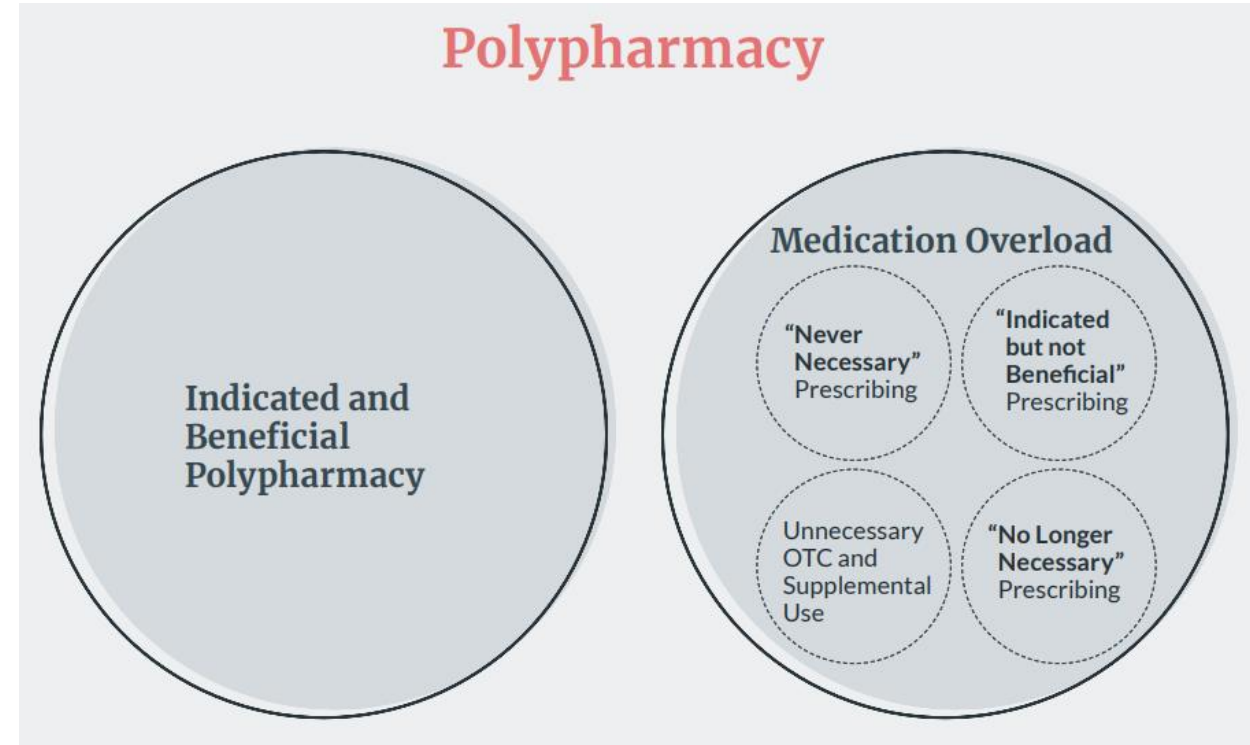 Polypharmacy
Indicated and
Beneficial
Polypharmacy
Medication Overload
“Never
Necessary”
Prescribing
“Indicated
but not
Beneficial”
Prescribing
Unnecessary
OTC and
Supplemental
Use
“No Longer
Necessary”
Prescribing